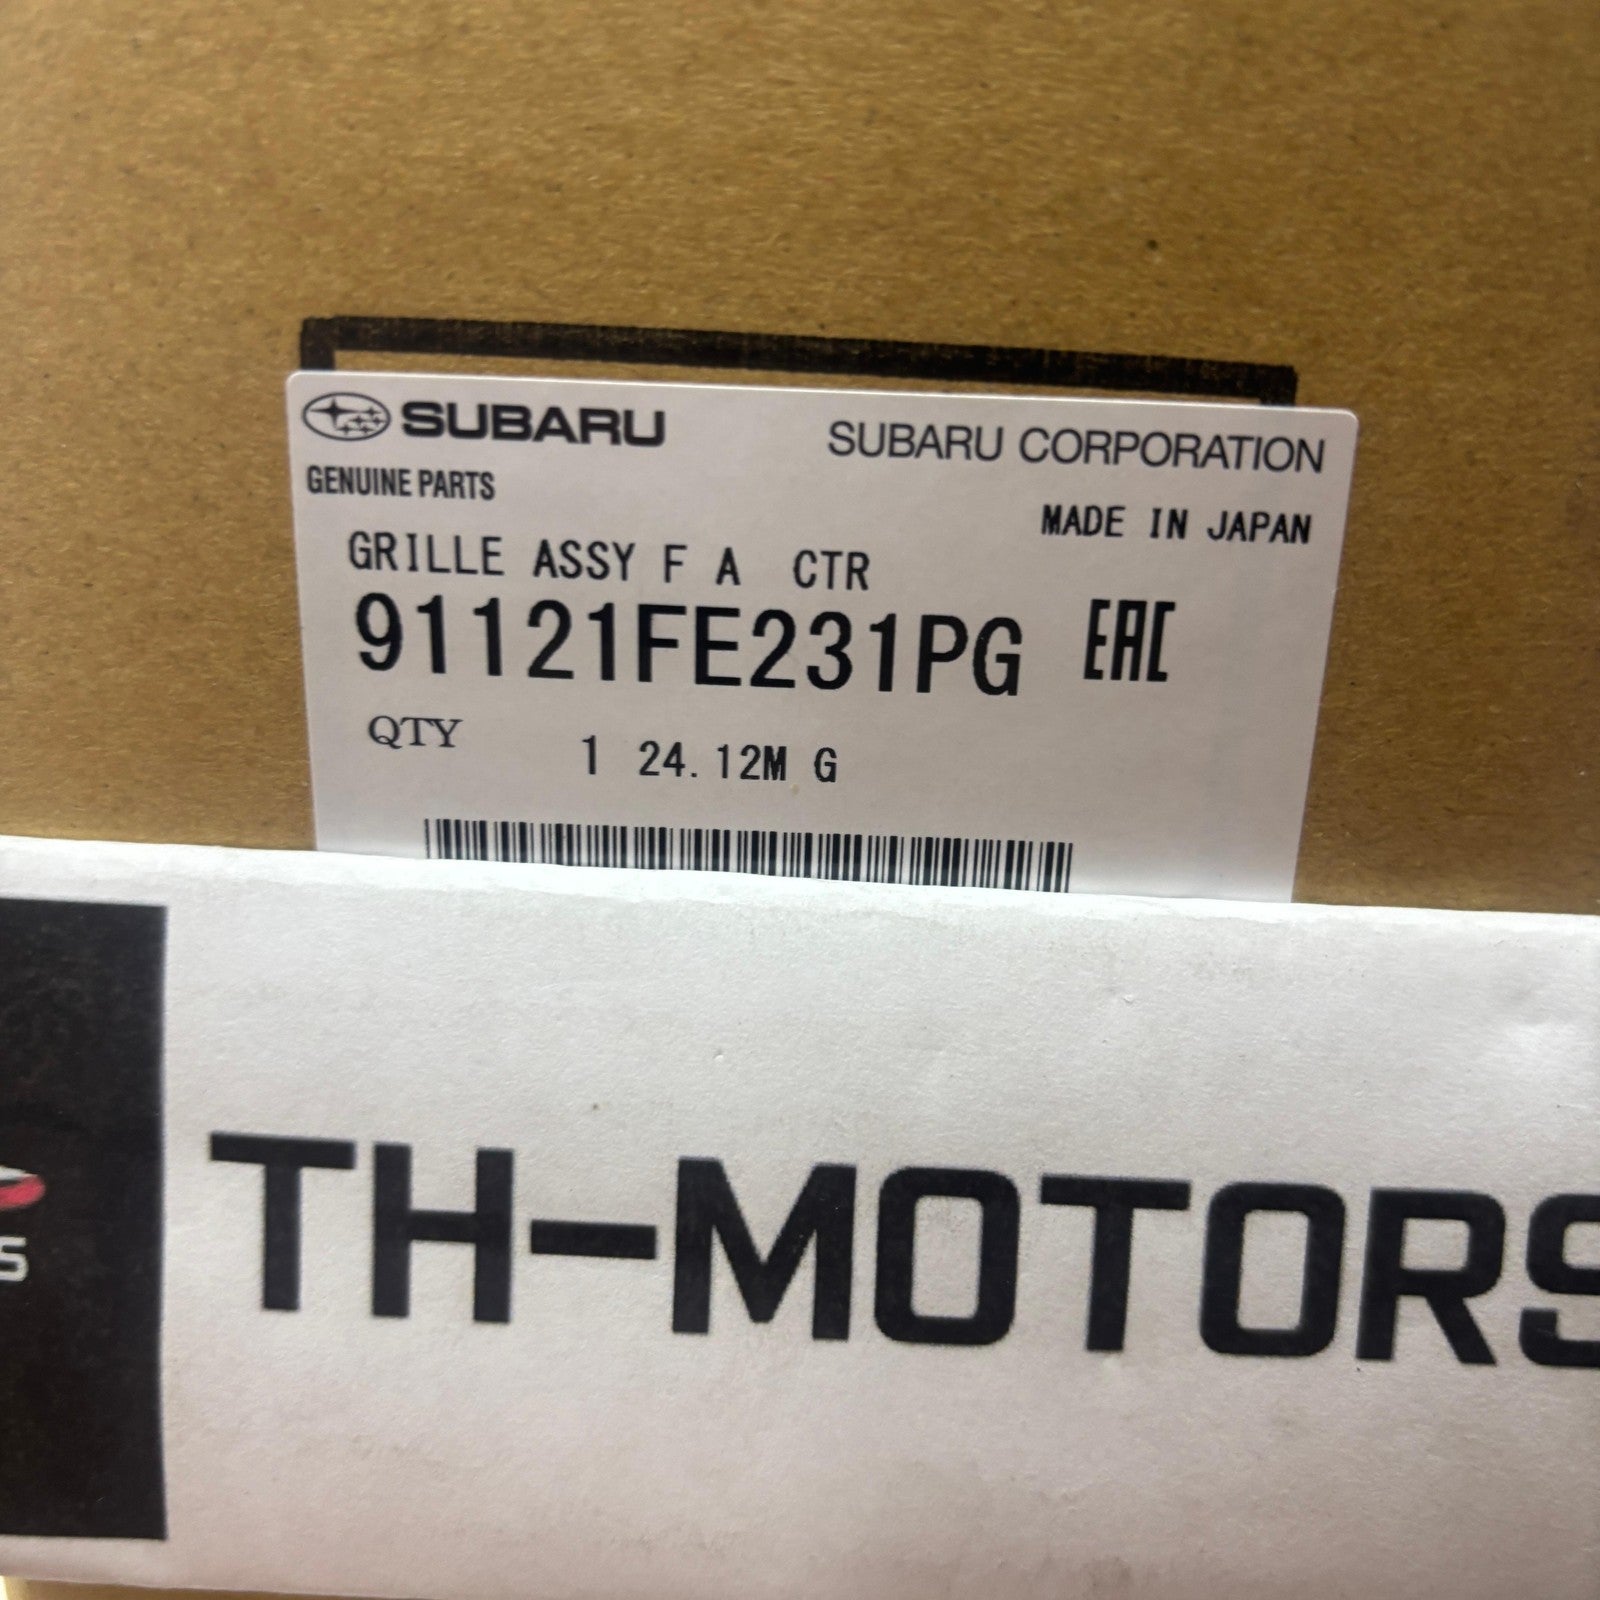 SUBARU
SUBARU CORPORATION
GENUINE PARTS
MADE IN JAPAN
GRILLE ASSY F A CTR
91121FE231PG EAC
QTY 1 24.12M G
TH-MOTORS
S